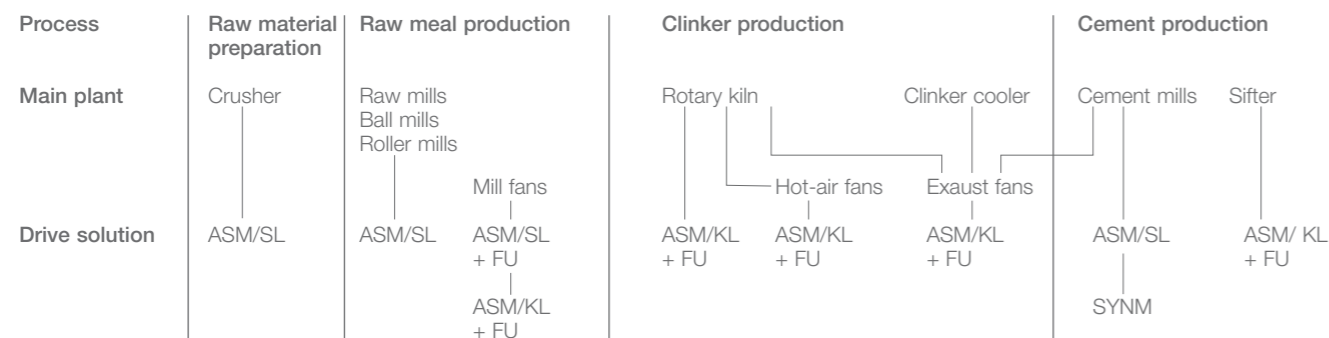 Process
Raw material
preparation
Raw meal production
Clinker production
Cement production
Main plant
Crusher
Raw mills
Ball mills
Roller mills
Rotary kiln
Clinker cooler
Cement mills
Sifter
Mill fans
Hot-air fans
Exaust fans
Drive solution
ASM/SL
ASM/SL
ASM/SL
+ FU
ASM/KL
+ FU
ASM/KL
+ FU
ASM/KL
+ FU
ASM/KL
+ FU
ASM/SL
SYNM
ASM/ KL
+ FU